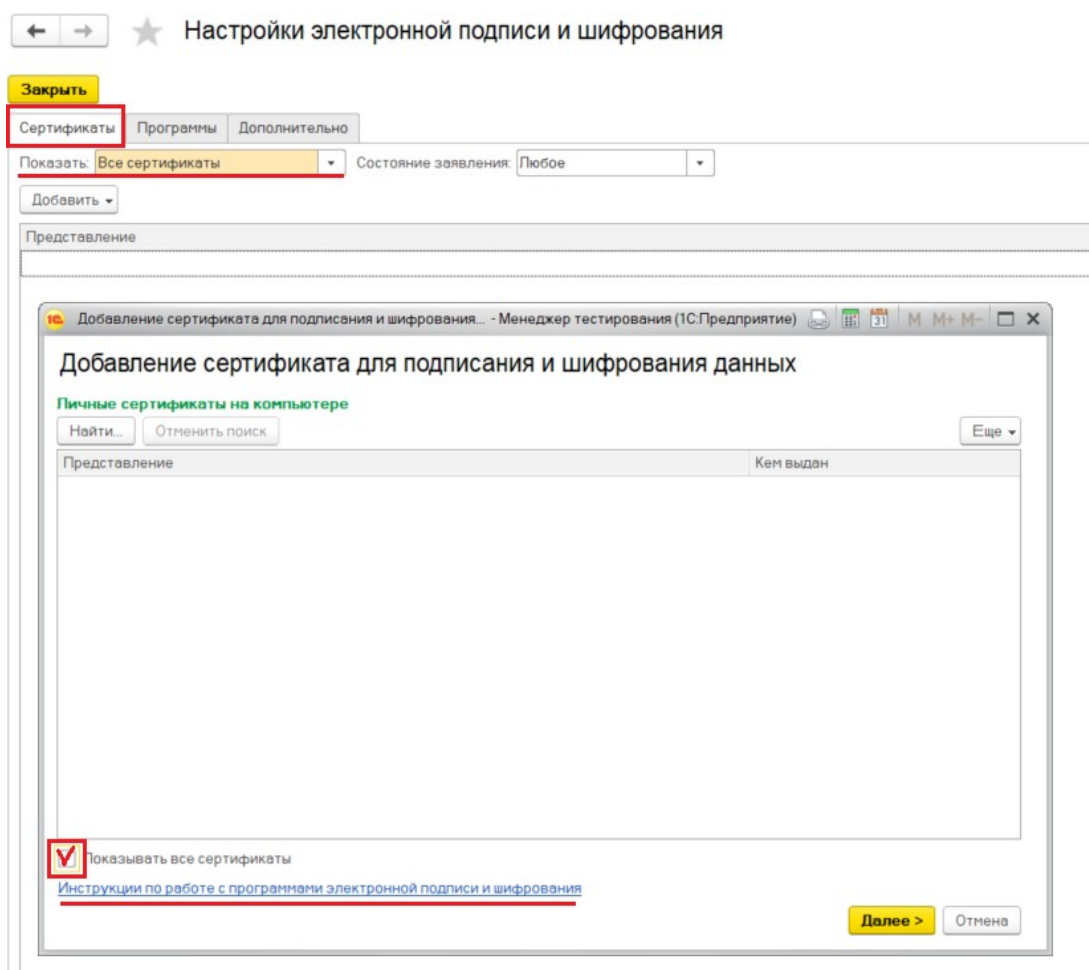 Настройки электронной подписи и шифрования
Закрыть
Сертификаты Программы Дополнительно
Показать: Все сертификаты Состояние заявления: Любое
Добавить
Представление
1С Добавление сертификата для подписания и шифрования... - Менеджер тестирования (1С:Предприятие) 31 M M+ M-
Добавление сертификата для подписания и шифрования данных
Личные сертификаты на компьютере
Найти... Отменить поиск Еще
Представление Кем выдан
Показывать все сертификаты
Инструкции по работе с программами электронной подписи и шифрования
Далее > Отмена